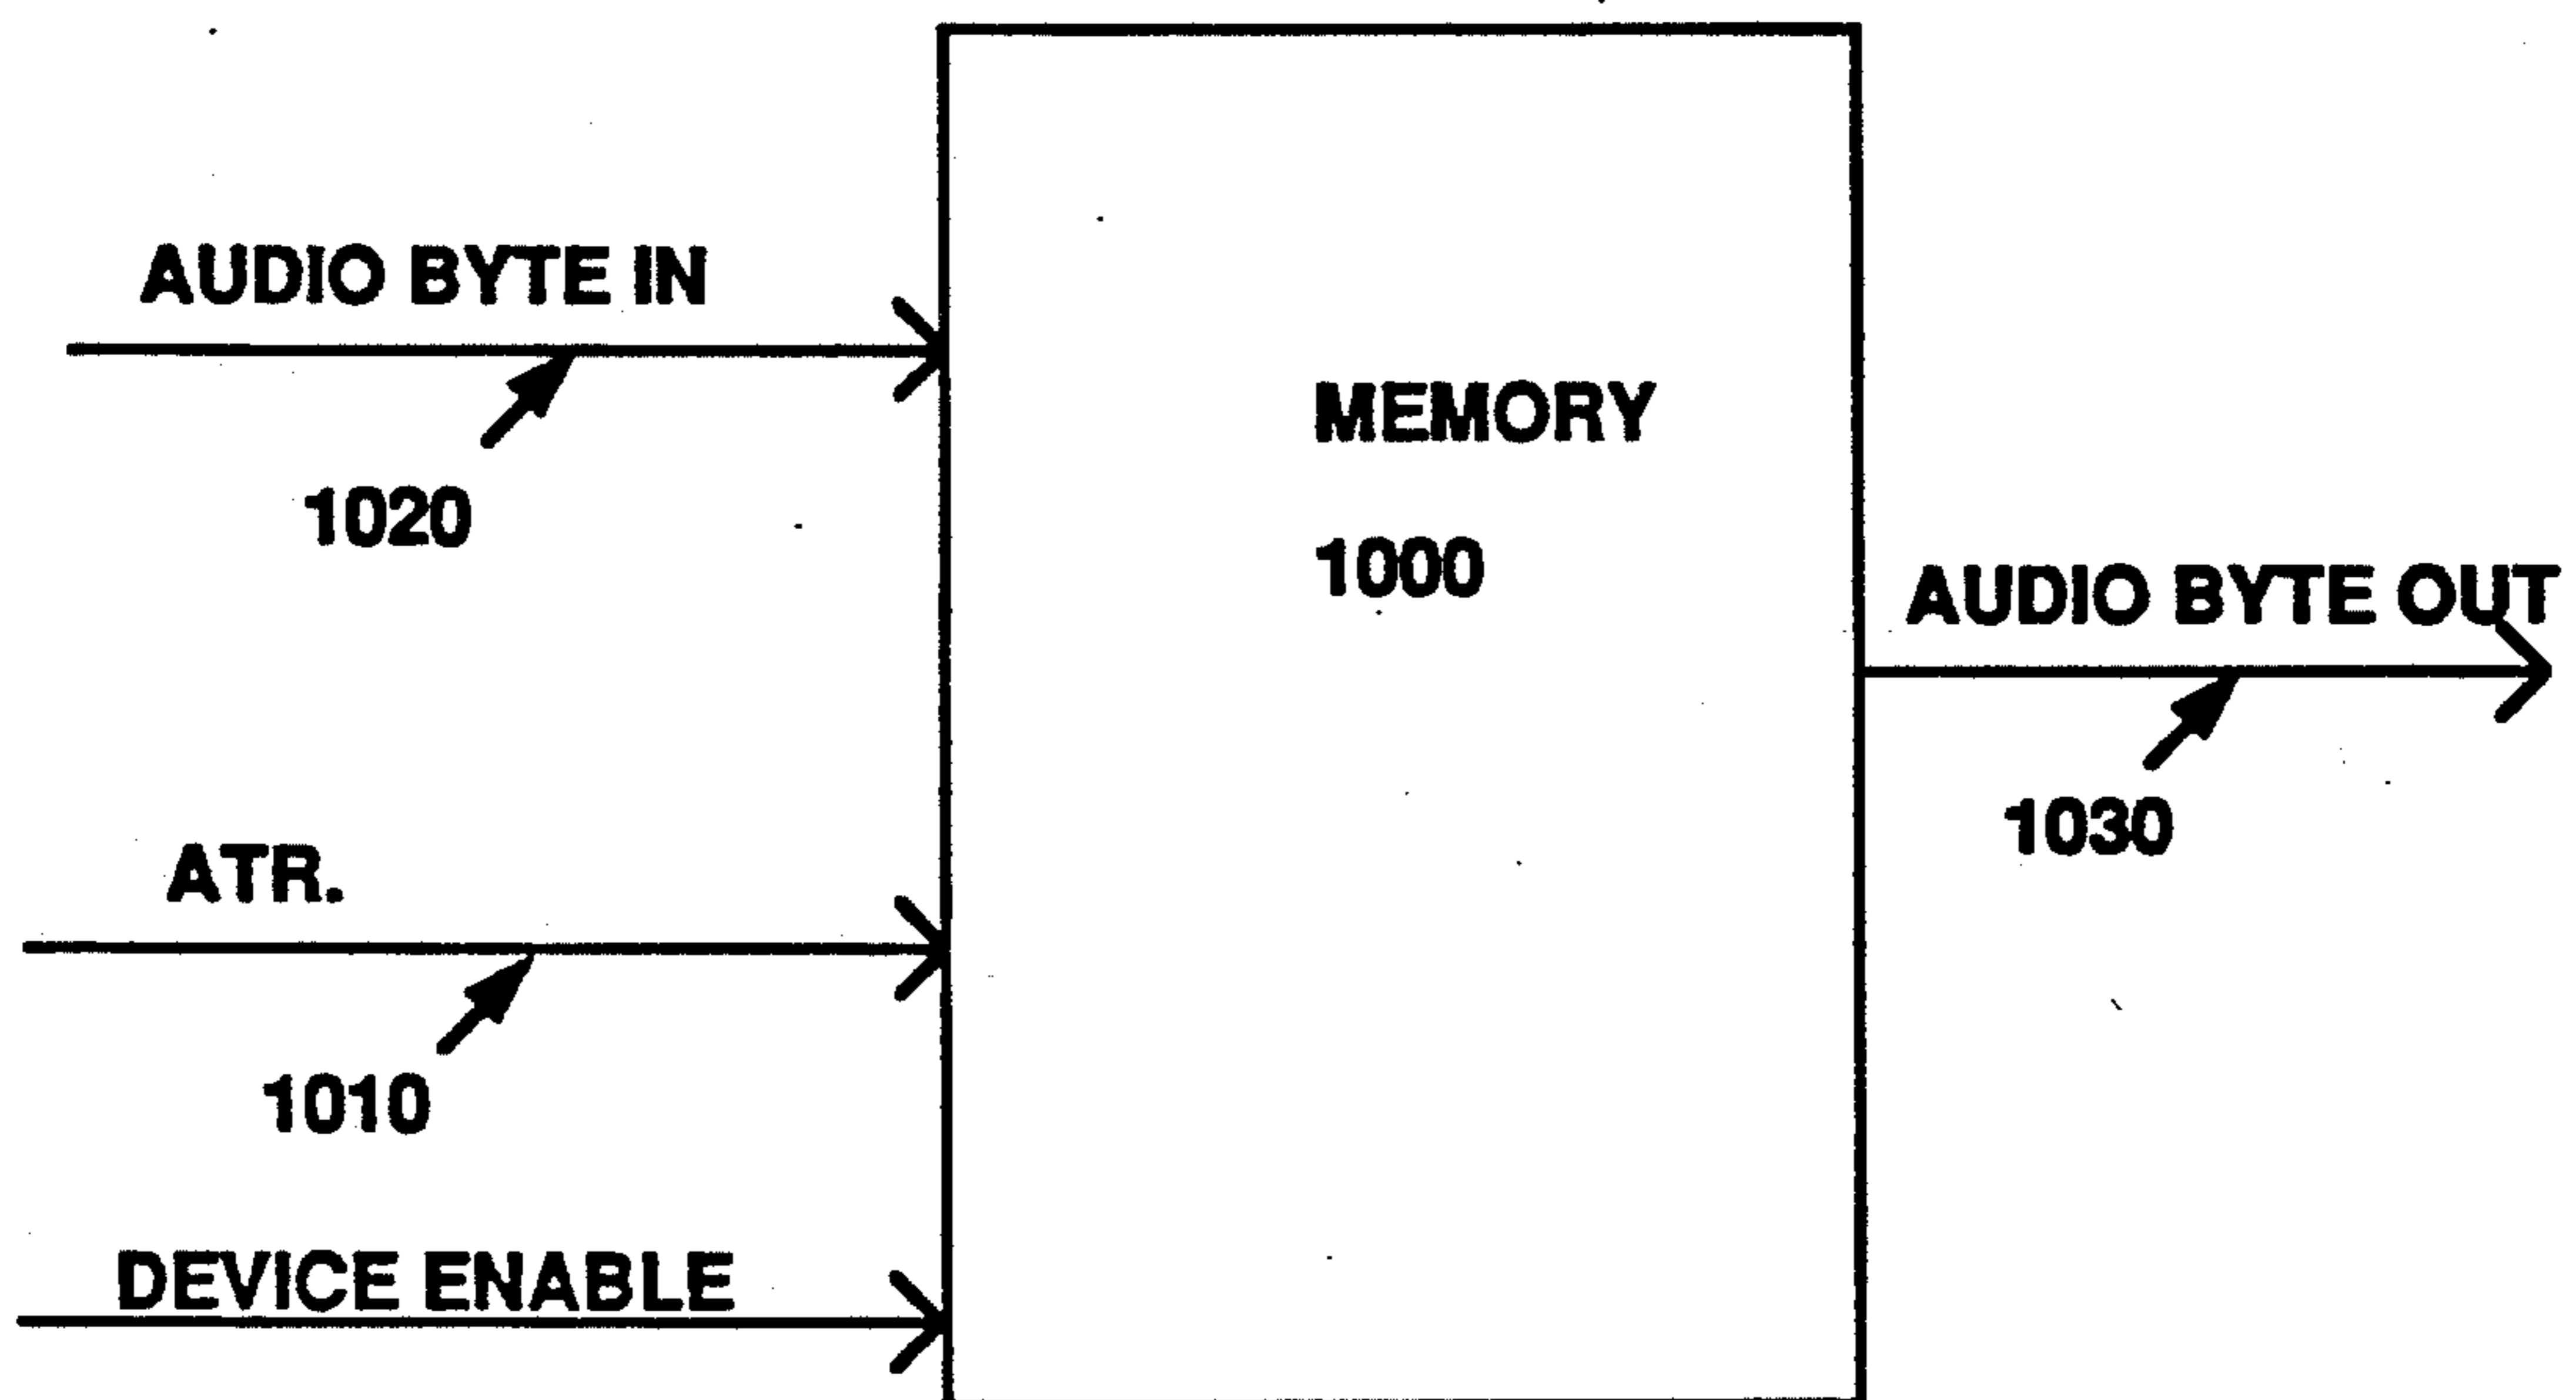 AUDIO BYTE IN
1020
MEMORY
1000
AUDIO BYTE OUT
1030
ATR.
1010
DEVICE ENABLE